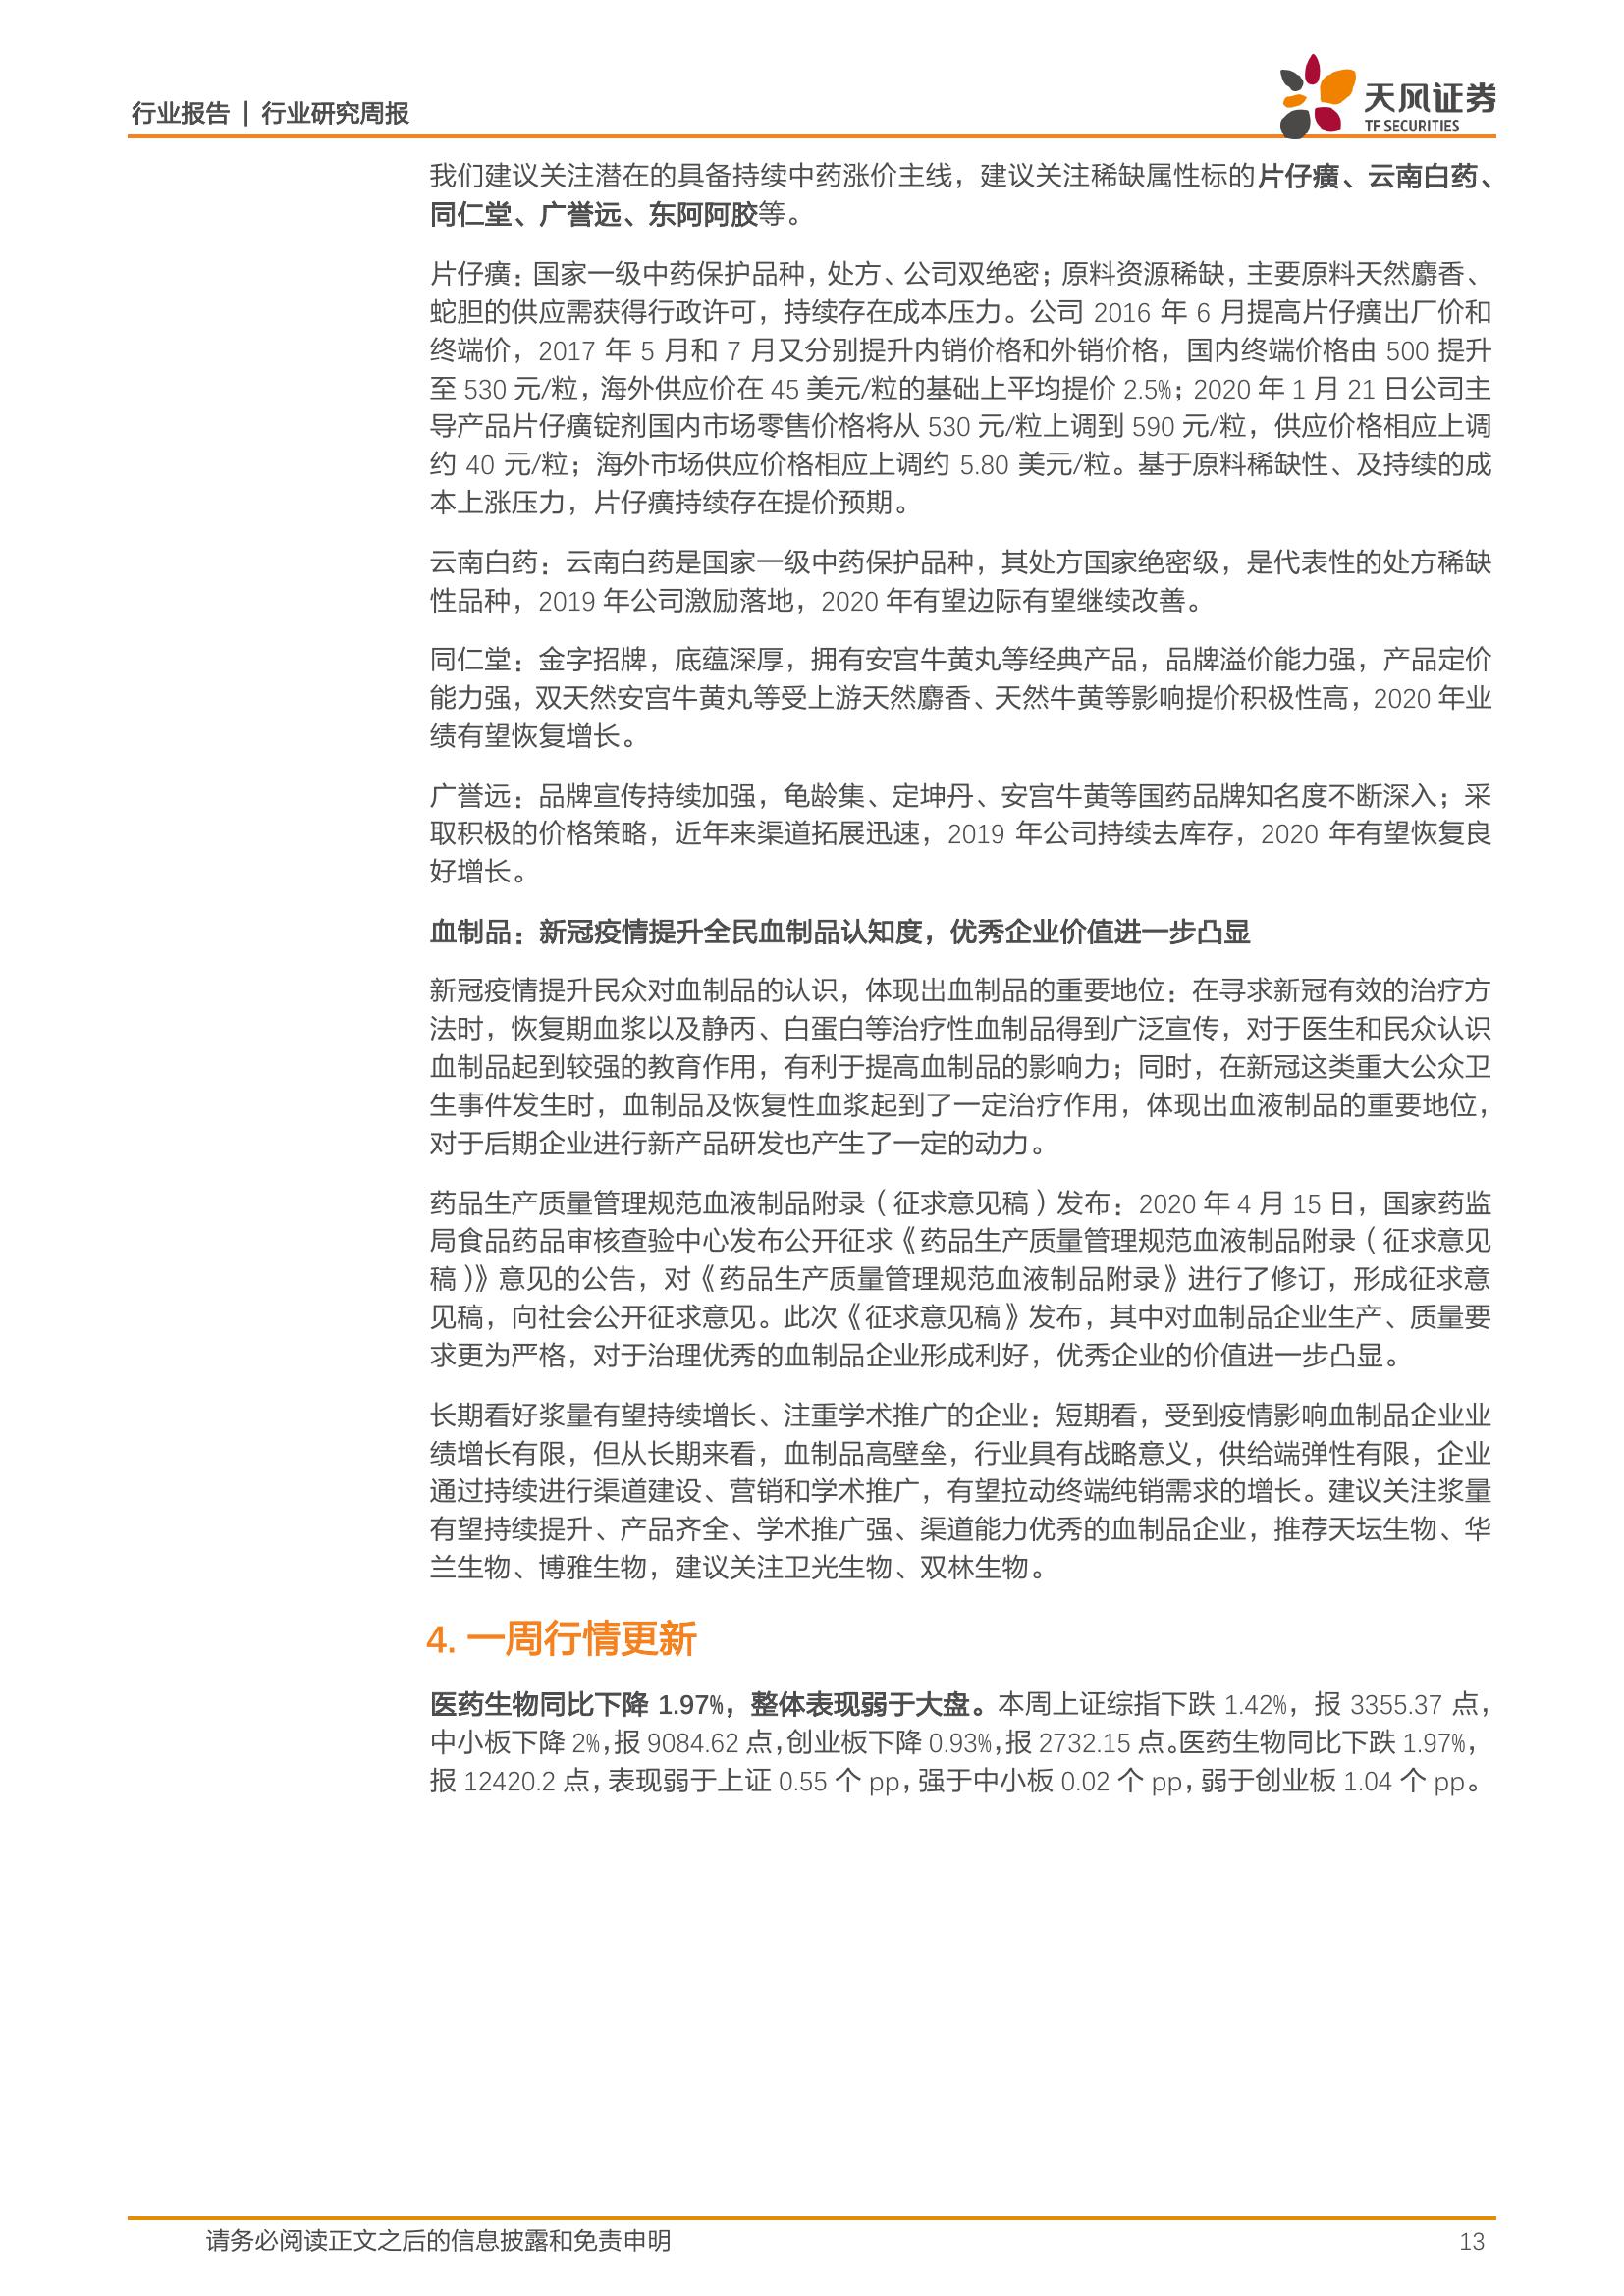 行业报告 | 行业研究周报
天风证券
TF SECURITIES
我们建议关注潜在的具备持续中药涨价主线，建议关注稀缺属性标的片仔癀、云南白药、
同仁堂、广誉远、东阿阿胶等。
片仔癀：国家一级中药保护品种，处方、公司双绝密；原料资源稀缺，主要原料天然麝香、
蛇胆的供应需获得行政许可，持续存在成本压力。公司 2016 年 6 月提高片仔癀出厂价和
终端价，2017 年 5 月和 7 月又分别提升内销价格和外销价格，国内终端价格由 500 提升
至 530 元/粒，海外供应价在 45 美元/粒的基础上平均提价 2.5%；2020 年 1 月 21 日公司主
导产品片仔癀锭剂国内市场零售价格将从 530 元/粒上调到 590 元/粒，供应价格相应上调
约 40 元/粒；海外市场供应价格相应上调约 5.80 美元/粒。基于原料稀缺性、及持续的成
本上涨压力，片仔癀持续存在提价预期。
云南白药：云南白药是国家一级中药保护品种，其处方国家绝密级，是代表性的处方稀缺
性品种，2019 年公司激励落地，2020 年有望边际有望继续改善。
同仁堂：金字招牌，底蕴深厚，拥有安宫牛黄丸等经典产品，品牌溢价能力强，产品定价
能力强，双天然安宫牛黄丸等受上游天然麝香、天然牛黄等影响提价积极性高，2020 年业
绩有望恢复增长。
广誉远：品牌宣传持续加强，龟龄集、定坤丹、安宫牛黄等国药品牌知名度不断深入；采
取积极的价格策略，近年来渠道拓展迅速，2019 年公司持续去库存，2020 年有望恢复良
好增长。
血制品：新冠疫情提升全民血制品认知度，优秀企业价值进一步凸显
新冠疫情提升民众对血制品的认识，体现出血制品的重要地位：在寻求新冠有效的治疗方
法时，恢复期血浆以及静丙、白蛋白等治疗性血制品得到广泛宣传，对于医生和民众认识
血制品起到较强的教育作用，有利于提高血制品的影响力；同时，在新冠这类重大公众卫
生事件发生时，血制品及恢复性血浆起到了一定治疗作用，体现出血液制品的重要地位，
对于后期企业进行新产品研发也产生了一定的动力。
药品生产质量管理规范血液制品附录（征求意见稿）发布：2020 年 4 月 15 日，国家药监
局食品药品审核查验中心发布公开征求《药品生产质量管理规范血液制品附录（征求意见
稿）》意见的公告，对《药品生产质量管理规范血液制品附录》进行了修订，形成征求意
见稿，向社会公开征求意见。此次《征求意见稿》发布，其中对血制品企业生产、质量要
求更为严格，对于治理优秀的血制品企业形成利好，优秀企业的价值进一步凸显。
长期看好浆量有望持续增长、注重学术推广的企业：短期看，受到疫情影响血制品企业业
绩增长有限，但从长期来看，血制品高壁垒，行业具有战略意义，供给端弹性有限，企业
通过持续进行渠道建设、营销和学术推广，有望拉动终端纯销需求的增长。建议关注浆量
有望持续提升、产品齐全、学术推广强、渠道能力优秀的血制品企业，推荐天坛生物、华
兰生物、博雅生物，建议关注卫光生物、双林生物。
4. 一周行情更新
医药生物同比下降 1.97%，整体表现弱于大盘。本周上证综指下跌 1.42%，报 3355.37 点，
中小板下降 2%，报 9084.62 点，创业板下降 0.93%，报 2732.15 点。医药生物同比下跌 1.97%，
报 12420.2 点，表现弱于上证 0.55 个 pp，强于中小板 0.02 个 pp，弱于创业板 1.04 个 pp。
请务必阅读正文之后的信息披露和免责申明
13